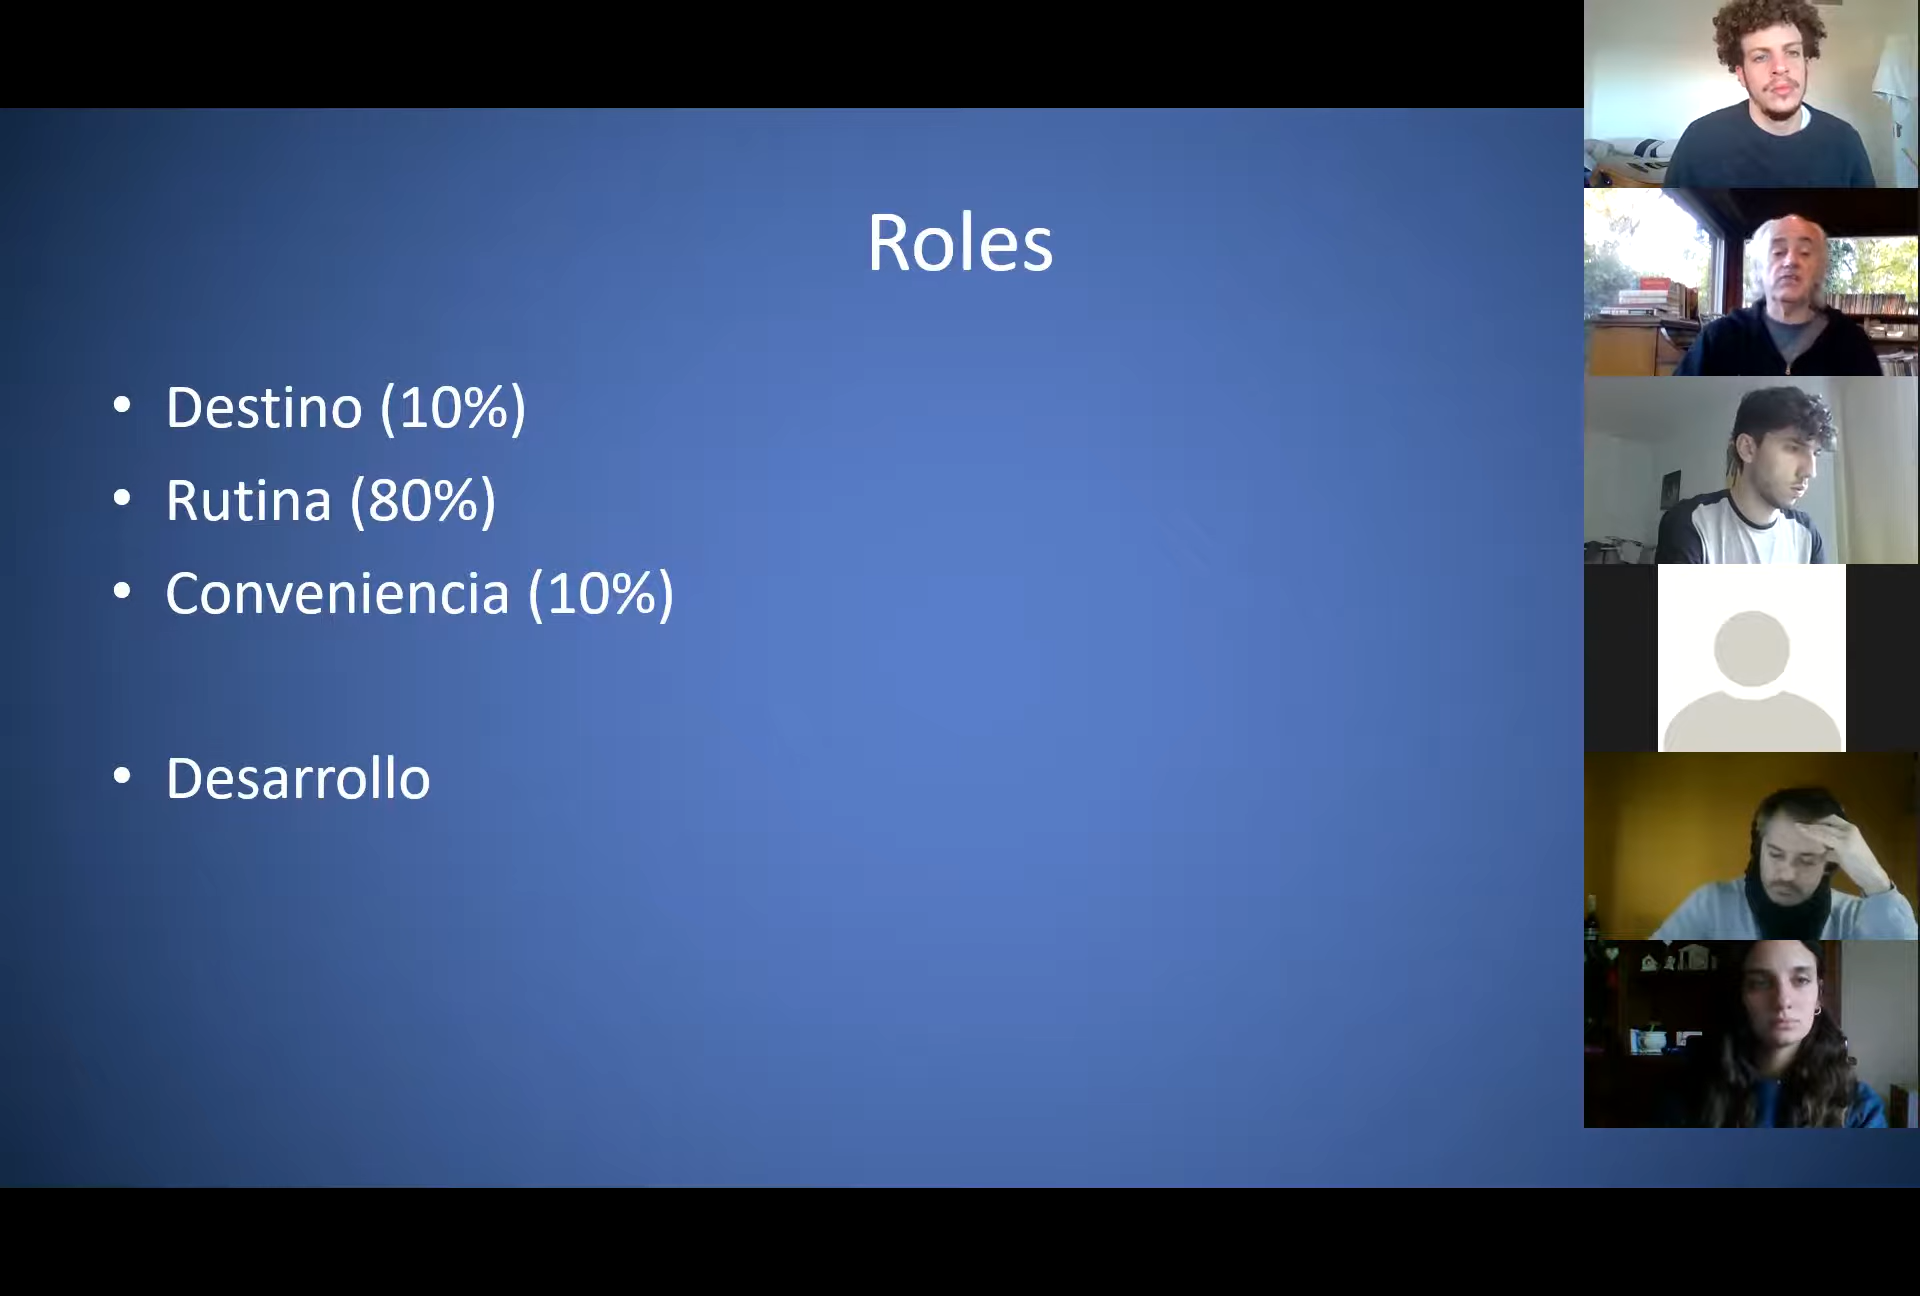 Roles
• Destino (10%)
• Rutina (80%)
• Conveniencia (10%)
• Desarrollo